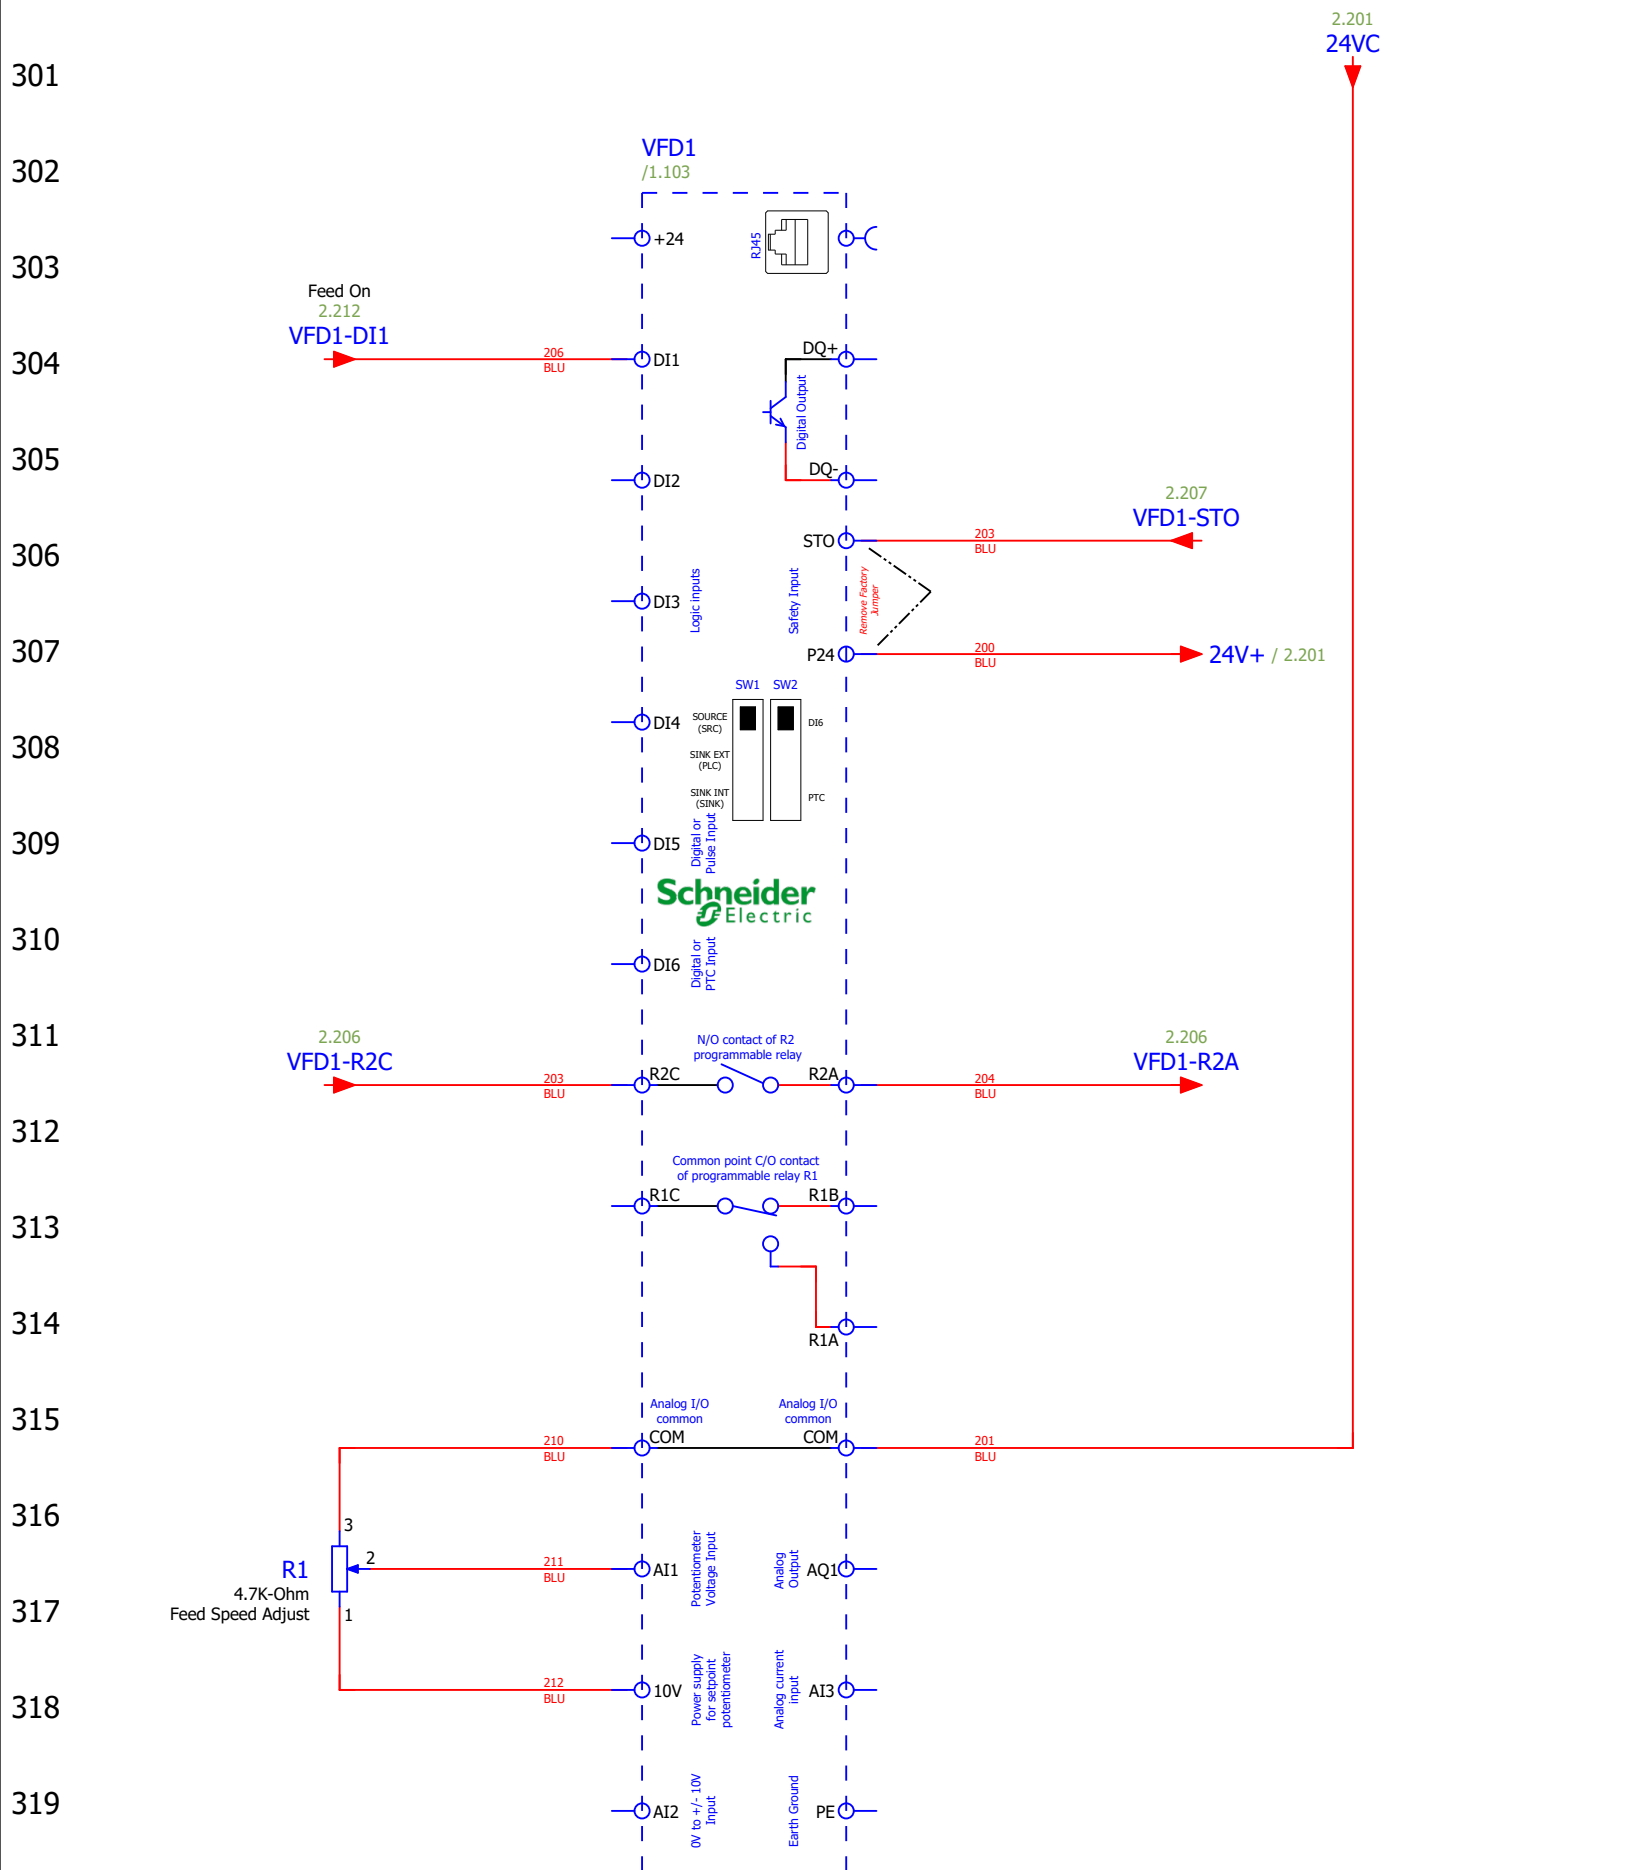 2.201
24VC
301
VFD1
/1.103
302
+24
RJ45
303
Feed On
2.212
VFD1-DI1
304
206
BLU
DI1
DQ+
Digital Output
305
DI2
DQ-
2.207
VFD1-STO
306
STO
203
BLU
DI3
Logic inputs
Safety Input
Remove Factory
Jumper
307
P24
200
BLU
24V+ / 2.201
SW1 SW2
DI4
SOURCE
(SRC)
DI6
308
SINK EXT
(PLC)
SINK INT
(SINK)
PTC
309
DI5
Digital or
Pulse Input
Schneider
Electric
310
DI6
Digital or
PTC Input
311
2.206
VFD1-R2C
N/O contact of R2
programmable relay
2.206
VFD1-R2A
203
BLU
R2C
R2A
204
BLU
312
Common point C/O contact
of programmable relay R1
R1C
R1B
313
314
R1A
315
Analog I/O
common
Analog I/O
common
210
BLU
COM
COM
201
BLU
316
3
2
R1
4.7K-Ohm
Feed Speed Adjust
1
211
BLU
AI1
Potentiometer
Voltage Input
Analog
Output
AQ1
317
212
BLU
10V
Power supply
for setpoint
potentiometer
Analog current
input
AI3
318
319
AI2
0V to +/- 10V
Input
Earth Ground
PE